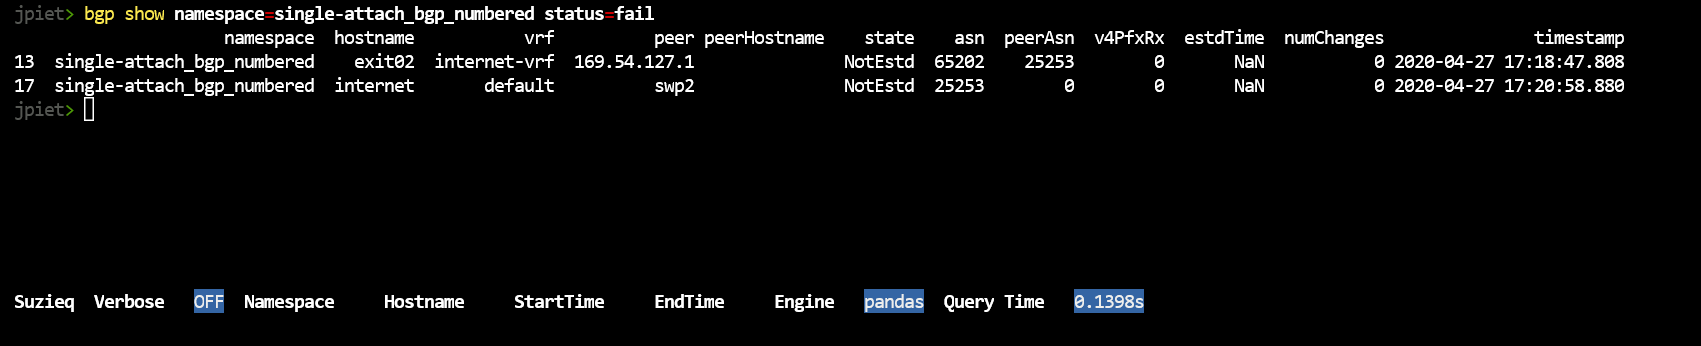 jpiet> bgp show namespace=single-attach_bgp_numbered status=fail
namespace hostname vrf peer peerHostname state asn peerAsn v4PfxRx estdTime numChanges timestamp
13 single-attach_bgp_numbered exit02 internet-vrf 169.54.127.1 NotEstd 65202 25253 0 NaN 0 2020-04-27 17:18:47.808
17 single-attach_bgp_numbered internet default swp2 NotEstd 25253 0 0 NaN 0 2020-04-27 17:20:58.880
jpiet>
Suzieq Verbose OFF Namespace Hostname StartTime EndTime Engine pandas Query Time 0.1398s